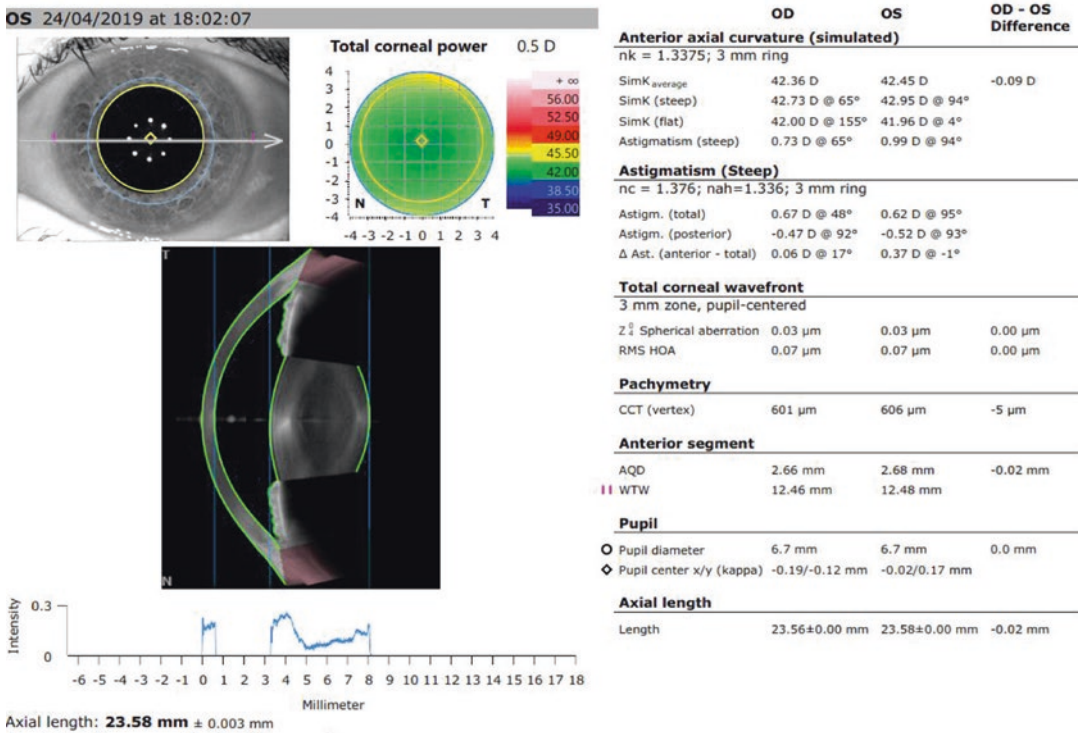 OS 24/04/2019 at 18:02:07
Total corneal power 0.5 D
4
3
2
1
0
-1
-2
-3
-4
N T
-4 -3 -2 -1 0 1 2 3 4
+ ∞
56.00
52.50
49.00
45.50
42.00
38.50
35.00
T
N
Intensity
0.3
0
-6 -5 -4 -3 -2 -1 0 1 2 3 4 5 6 7 8 9 10 11 12 13 14 15 16 17 18
Millimeter
Axial length: 23.58 mm ± 0.003 mm
OD OS OD - OS Difference
Anterior axial curvature (simulated)
nk = 1.3375; 3 mm ring
SimK average 42.36 D 42.45 D -0.09 D
SimK (steep) 42.73 D @ 65° 42.95 D @ 94°
SimK (flat) 42.00 D @ 155° 41.96 D @ 4°
Astigmatism (steep) 0.73 D @ 65° 0.99 D @ 94°
Astigmatism (Steep)
nc = 1.376; nah=1.336; 3 mm ring
Astigm. (total) 0.67 D @ 48° 0.62 D @ 95°
Astigm. (posterior) -0.47 D @ 92° -0.52 D @ 93°
Δ Ast. (anterior - total) 0.06 D @ 17° 0.37 D @ -1°
Total corneal wavefront
3 mm zone, pupil-centered
Z 0 4 Spherical aberration 0.03 µm 0.03 µm 0.00 µm
RMS HOA 0.07 µm 0.07 µm 0.00 µm
Pachymetry
CCT (vertex) 601 µm 606 µm -5 µm
Anterior segment
AQD 2.66 mm 2.68 mm -0.02 mm
WTW 12.46 mm 12.48 mm
Pupil
Pupil diameter 6.7 mm 6.7 mm 0.0 mm
Pupil center x/y (kappa) -0.19/-0.12 mm -0.02/0.17 mm
Axial length
Length 23.56±0.00 mm 23.58±0.00 mm -0.02 mm